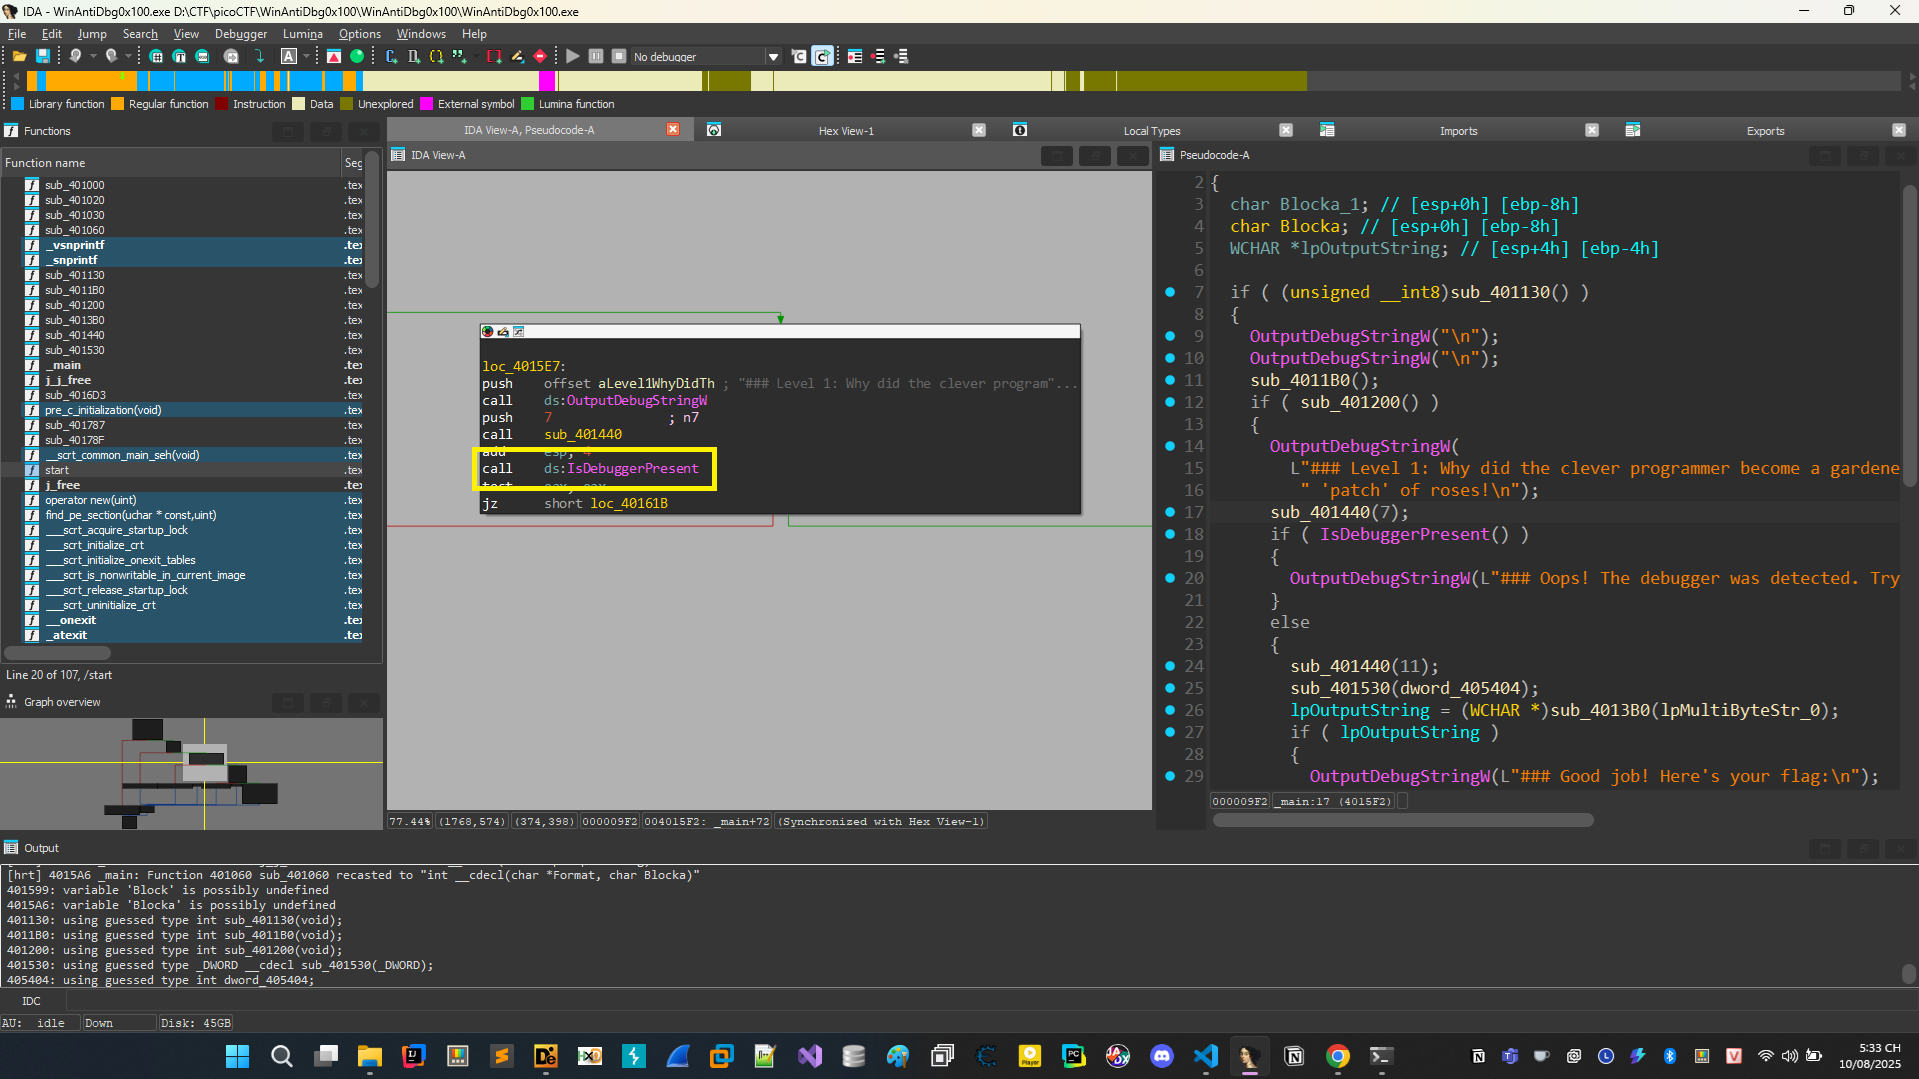 IDA - WinAntiDbg0x100.exe D:\CTF\picoCTF\WinAntiDbg0x100\WinAntiDbg0x100\WinAntiDbg0x100.exe
File Edit Jump Search View Debugger Lumina Options Windows Help
No debugger
Library function Regular function Instruction Data Unexplored External symbol Lumina function
Functions
IDA View-A, Pseudocode-A
Hex View-1
Local Types
Imports
Exports
Function name Seg
sub_401000 .tex
sub_401020 .tex
sub_401030 .tex
sub_401060 .tex
_vsnprintf .tex
_snprintf .tex
sub_401130 .tex
sub_4011B0 .tex
sub_401200 .tex
sub_4013B0 .tex
sub_401440 .tex
sub_401530 .tex
_main .tex
j_j_free .tex
sub_4016D3 .tex
pre_c_initialization(void) .tex
sub_401787 .tex
sub_40178F .tex
__scrt_common_main_seh(void) .tex
start .tex
j_free .tex
operator new(uint) .tex
find_pe_section(uchar * const,uint) .tex
___scrt_acquire_startup_lock .tex
___scrt_initialize_crt .tex
___scrt_initialize_onexit_tables .tex
___scrt_is_nonwritable_in_current_image .tex
___scrt_release_startup_lock .tex
___scrt_uninitialize_crt .tex
__onexit .tex
_atexit .tex
Line 20 of 107, /start
Graph overview
IDA View-A
loc_4015E7:
push offset aLevel1WhyDidTh ; "### Level 1: Why did the clever program"...
call ds:OutputDebugStringW
push 7 ; n7
call sub_401440
add esp, 4
call ds:IsDebuggerPresent
test eax, eax
jz short loc_40161B
77.44% (1768,574) (374,398) 000009F2 004015F2: _main+72 (Synchronized with Hex View-1)
Pseudocode-A
2 {
3 char Blocka_1; // [esp+0h] [ebp-8h]
4 char Blocka; // [esp+0h] [ebp-8h]
5 WCHAR *lpOutputString; // [esp+4h] [ebp-4h]
6
7 if ( (unsigned __int8)sub_401130() )
8 {
9 OutputDebugStringW("\n");
10 OutputDebugStringW("\n");
11 sub_4011B0();
12 if ( sub_401200() )
13 {
14 OutputDebugStringW(
15 L"### Level 1: Why did the clever programmer become a gardene
16 " 'patch' of roses!\n");
17 sub_401440(7);
18 if ( IsDebuggerPresent() )
19 {
20 OutputDebugStringW(L"### Oops! The debugger was detected. Try
21 }
22 else
23 {
24 sub_401440(11);
25 sub_401530(dword_405404);
26 lpOutputString = (WCHAR *)sub_4013B0(lpMultiByteStr_0);
27 if ( lpOutputString )
28 {
29 OutputDebugStringW(L"### Good job! Here's your flag:\n");
000009F2 _main:17 (4015F2)
Output
[hrt] 4015A6 _main: Function 401060 sub_401060 recasted to "int __cdecl(char *Format, char Blocka)"
401599: variable 'Block' is possibly undefined
4015A6: variable 'Blocka' is possibly undefined
401130: using guessed type int sub_401130(void);
4011B0: using guessed type int sub_4011B0(void);
401200: using guessed type int sub_401200(void);
401530: using guessed type _DWORD __cdecl sub_401530(_DWORD);
405404: using guessed type int dword_405404;
IDC
AU: idle Down Disk: 45GB
5:33 CH
10/08/2025